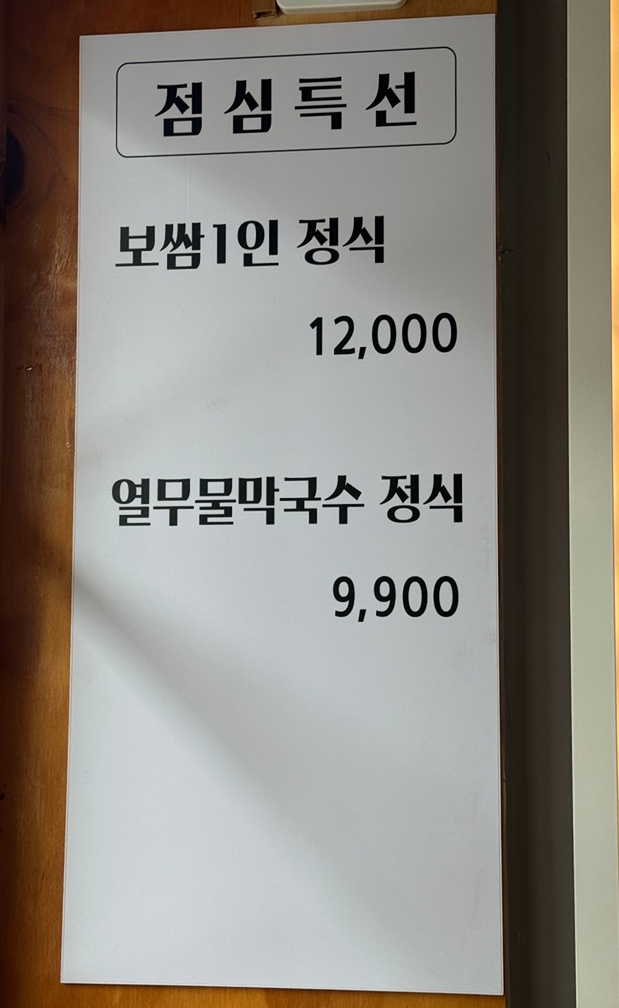 점심특선
보쌈1인 정식
12,000
열무물막국수 정식
9,900